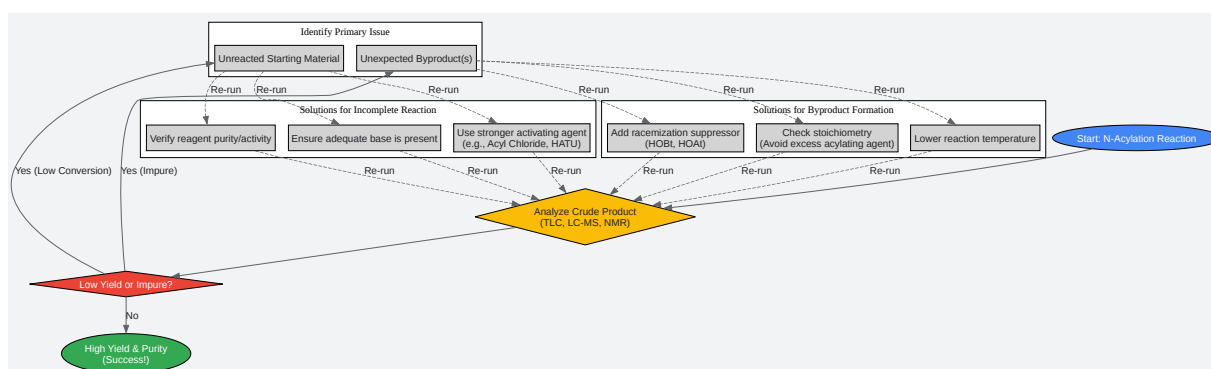 Identify Primary Issue
Unreacted Starting Material
Unexpected Byproduct(s)
Re-run
Re-run
Re-run
Re-run
Re-run
Re-run
Solutions for Incomplete Reaction
Solutions for Byproduct Formation
Verify reagent purity/activity
Ensure adequate base is present
Use stronger activating agent
(e.g., Acyl Chloride, HATU)
Add racemization suppressor
(HOBt, HOAt)
Check stoichiometry
(Avoid excess acylating agent)
Lower reaction temperature
Start: N-Acylation Reaction
Yes (Low Conversion)
Yes (Impure)
Re-run
Re-run
Re-run
Re-run
Re-run
Re-run
Analyze Crude Product
(TLC, LC-MS, NMR)
Low Yield or Impure?
No
High Yield & Purity
(Success!)